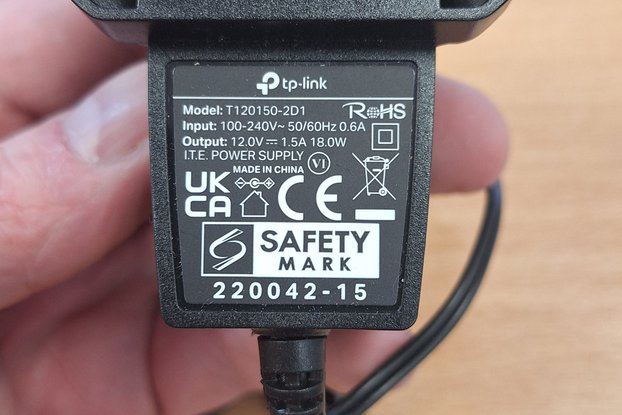 tp-link
Model: T120150-2D1
RoHS
Input: 100-240V~ 50/60Hz 0.6A
Output: 12.0V⎓1.5A 18.0W
I.T.E. POWER SUPPLY
VI
MADE IN CHINA
UK
CA
CE
SAFETY
MARK
220042-15